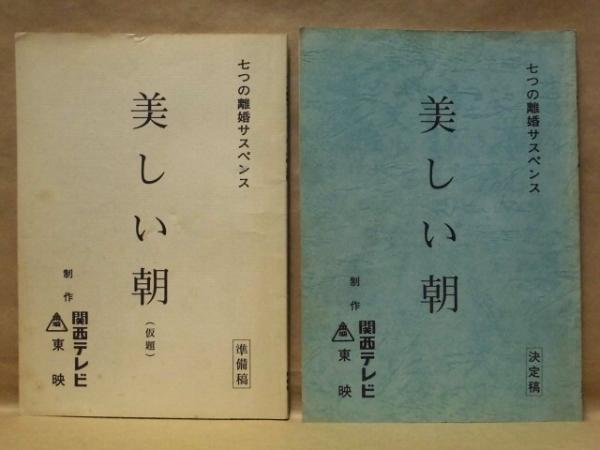 七つの離婚サスペンス
美しい朝
(仮題)
制作
関西テレビ
東映
準備稿
七つの離婚サスペンス
美しい朝
制作
関西テレビ
東映
決定稿